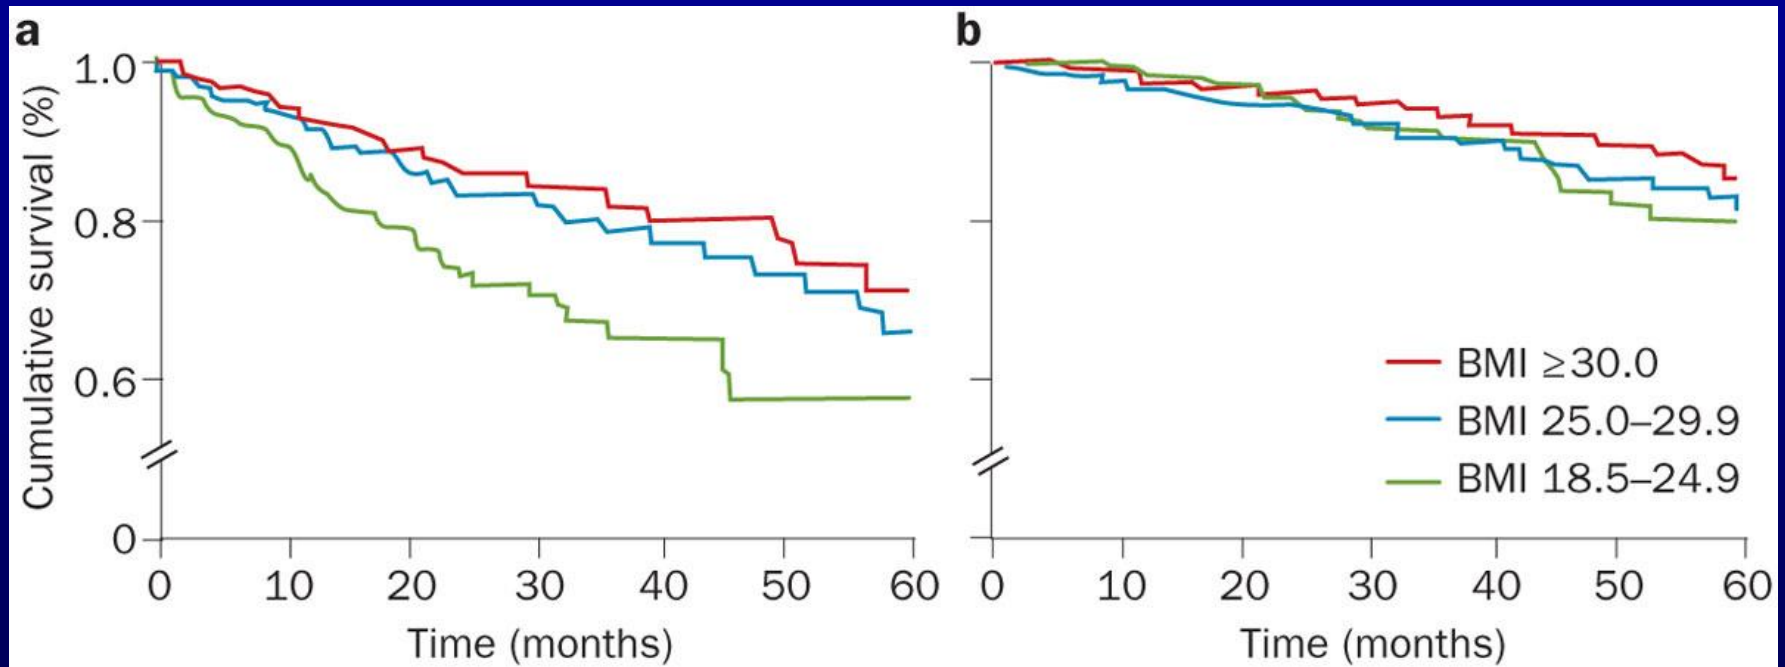 a
b
Cumulative survival (%)
1.0
0.8
0.6
0
0 10 20 30 40 50 60
Time (months)
0 10 20 30 40 50 60
Time (months)
BMI ≥30.0
BMI 25.0–29.9
BMI 18.5–24.9